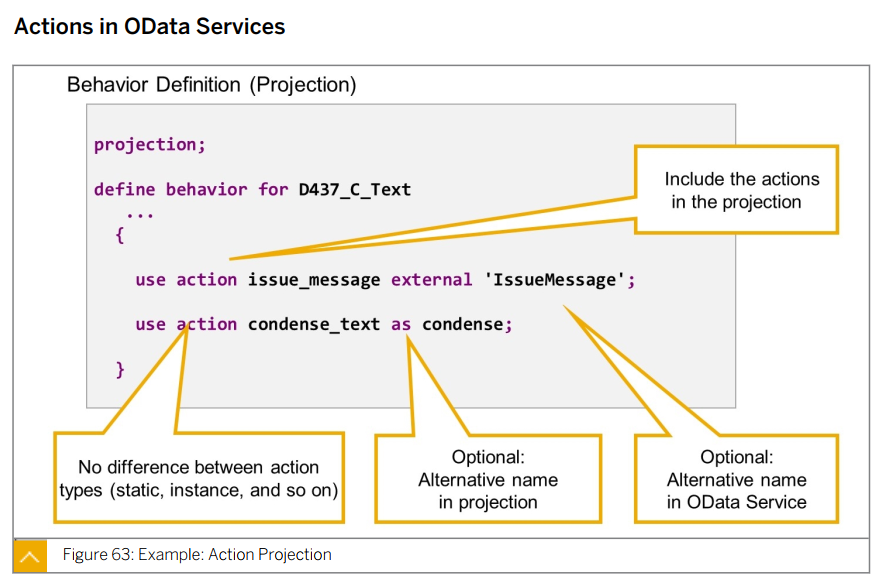 Actions in OData Services
Behavior Definition (Projection)
projection;
define behavior for D437_C_Text
...
{
use action issue_message external 'IssueMessage';
use action condense_text as condense;
}
Include the actions
in the projection
No difference between action
types (static, instance, and so on)
Optional:
Alternative name
in projection
Optional:
Alternative name
in OData Service
Figure 63: Example: Action Projection